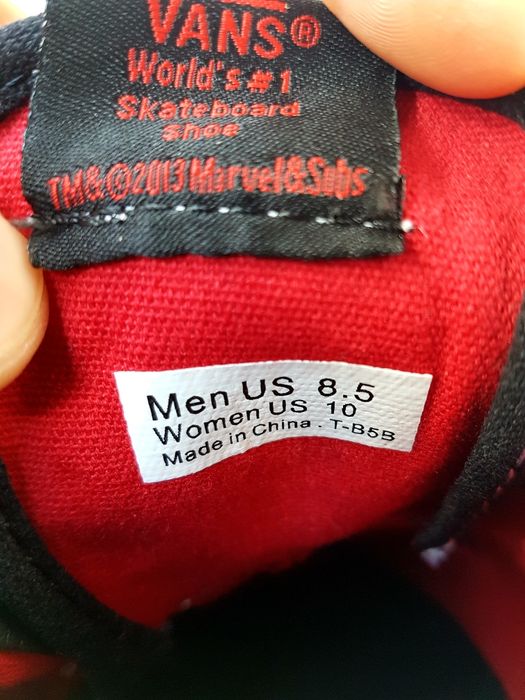 VANS®
World's #1
Skateboard
shoe
TM&©2013 Marvel&Subs
Men US 8.5
Women US 10
Made in China . T-B5B